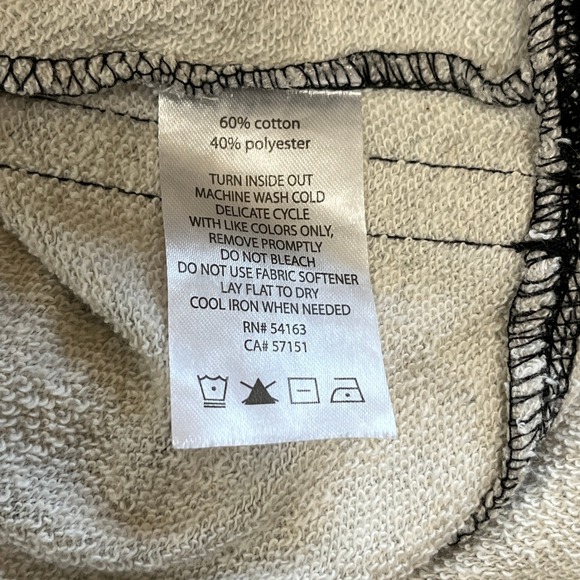 60% cotton
40% polyester
TURN INSIDE OUT
MACHINE WASH COLD
DELICATE CYCLE
WITH LIKE COLORS ONLY,
REMOVE PROMPTLY
DO NOT BLEACH
DO NOT USE FABRIC SOFTENER
LAY FLAT TO DRY
COOL IRON WHEN NEEDED
RN# 54163
CA# 57151